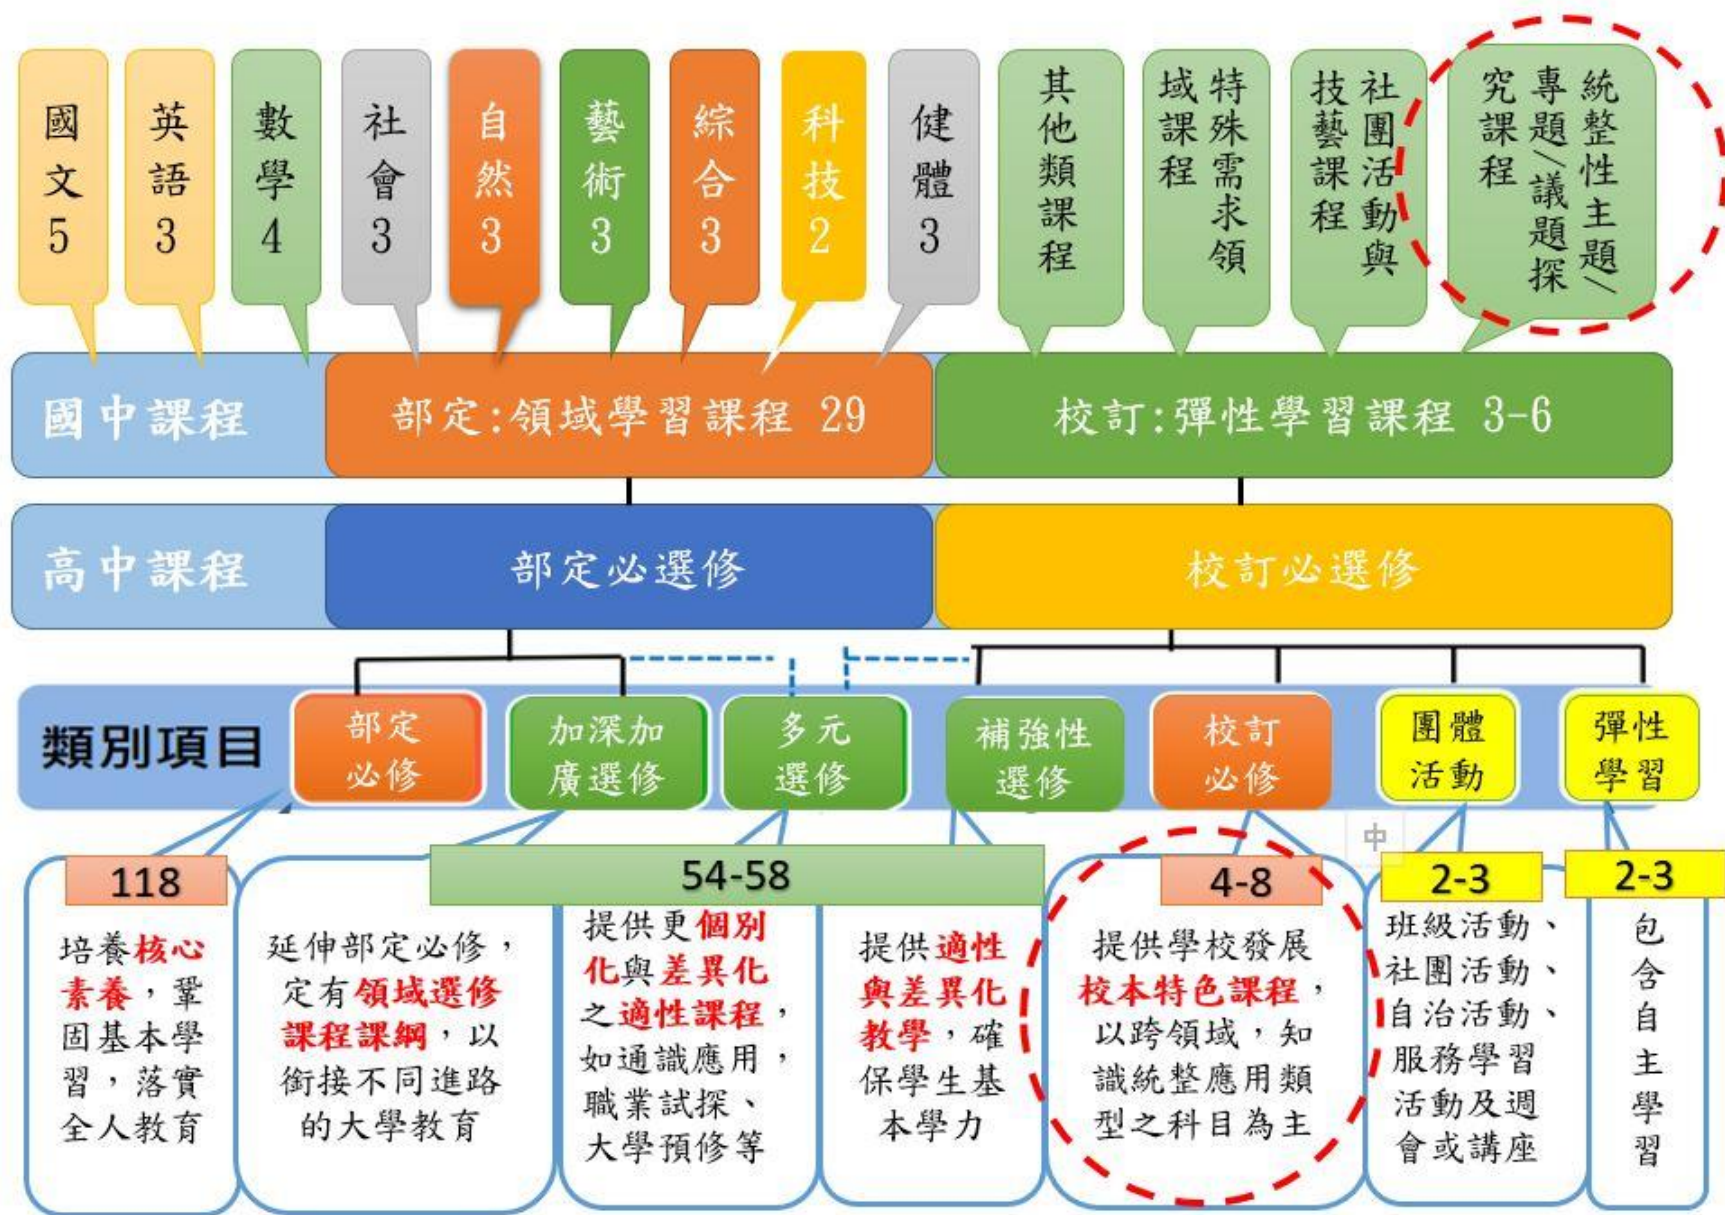 國文5
英語3
數學4
社會3
自然3
藝術3
綜合3
科技2
健體3
其他類課程
特殊需求領
域課程
社團活動與
技藝課程
統整性主題/
專題/議題探
究課程
國中課程
部定:領域學習課程 29
校訂:彈性學習課程 3-6
高中課程
部定必選修
校訂必選修
類別項目
部定
必修
加深加
廣選修
多元
選修
補強性
選修
校訂
必修
團體
活動
彈性
學習
中
118
54-58
4-8
2-3
2-3
培養核心
素養，鞏
固基本學
習，落實
全人教育
延伸部定必修，
定有領域選修
課程課綱，以
銜接不同進路
的大學教育
提供更個別
化與差異化
之適性課程，
如通識應用，
職業試探、
大學預修等
提供適性
與差異化
教學，確
保學生基
本學力
提供學校發展
校本特色課程，
以跨領域，知
識統整應用類
型之科目為主
班級活動、
社團活動、
自治活動、
服務學習
活動及週
會或講座
包含自主學習